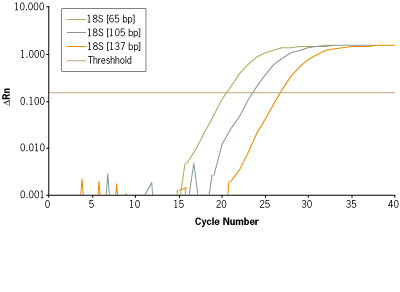 10.000
1.000
0.100
0.010
0.001
ΔRn
18S [65 bp]
18S [105 bp]
18S [137 bp]
Threshhold
0 5 10 15 20 25 30 35 40
Cycle Number